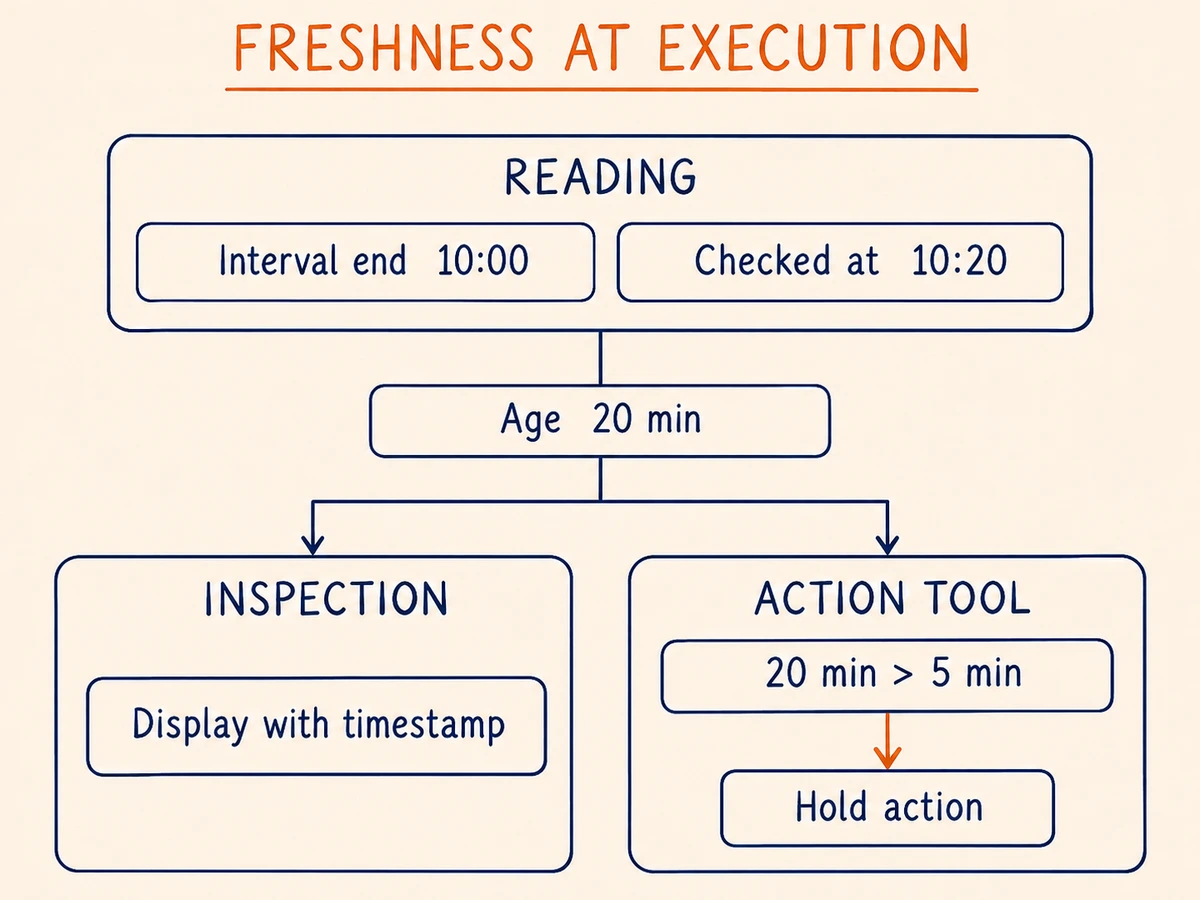 FRESHNESS AT EXECUTION
READING
Interval end 10:00
Checked at 10:20
Age 20 min
INSPECTION
Display with timestamp
ACTION TOOL
20 min > 5 min
Hold action